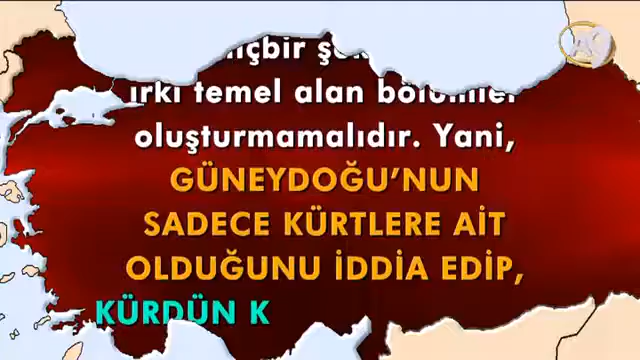 ırkı temel alan bölümler
oluşturmamalıdır. Yani,
GÜNEYDOĞU’NUN
SADECE KÜRTLERE AİT
OLDUĞUNU İDDİA EDİP,
KÜRDÜN K